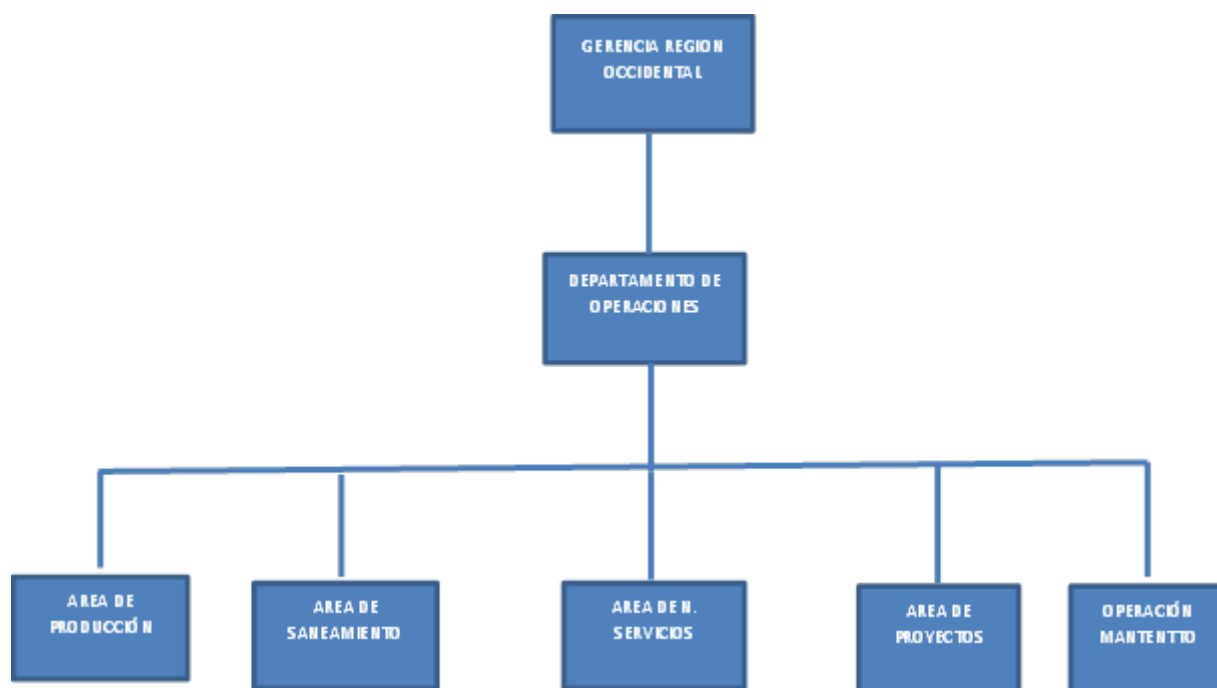 GERENCIA REGION
OCCIDENTAL
DEPARTAMENTO DE
OPERACIONES
AREA DE
PRODUCCIÓN
AREA DE
SANEAMIENTO
AREA DE N.
SERVICIOS
AREA DE
PROYECTOS
OPERACIÓN
MANTENTTO